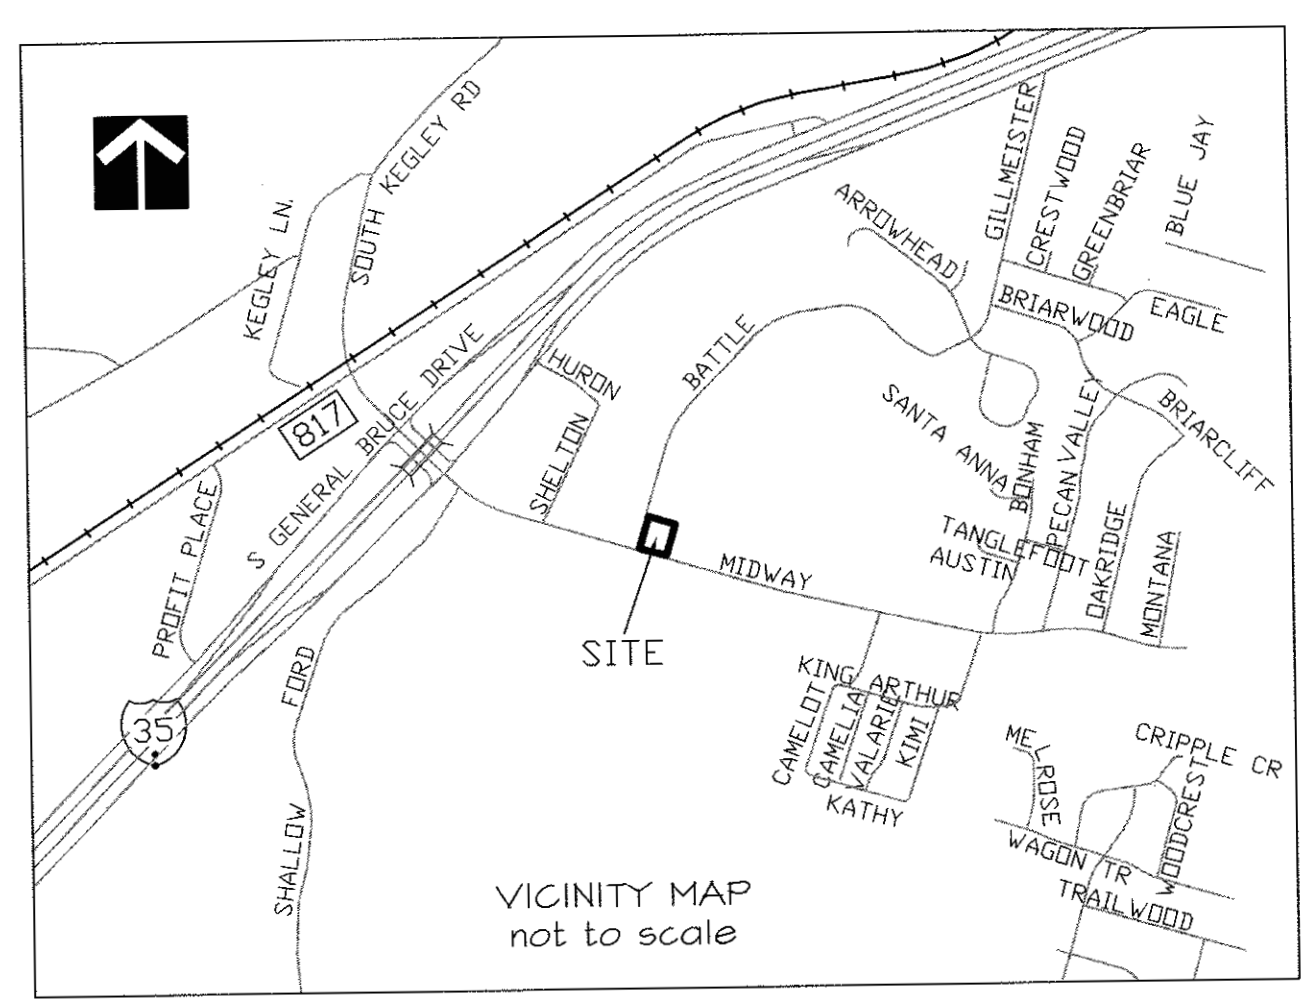 SOUTH KEGLEY RD
KEGLEY LN.
GILLMEISTER
CRESTWOOD
GREENBRIAR
BLUE JAY
ARROWHEAD
BRIARWOOD
EAGLE
BATTLE
HURON
SHELTON
817
S GENERAL BRUCE DRIVE
PROFIT PLACE
SANTA ANNA
BONHAM
PECAN VALLEY
BRIARCLIFF
TANGLEFOOT
AUSTIN
OAKRIDGE
MONTANA
MIDWAY
SITE
35
SHALLOW FORD
KING ARTHUR
CAMELOT
CAMELIA
VALARIE
KIMI
KATHY
MELROSE
CRIPPLE CR
WOODCREST
WAGON TR
TRAILWOOD
VICINITY MAP
not to scale